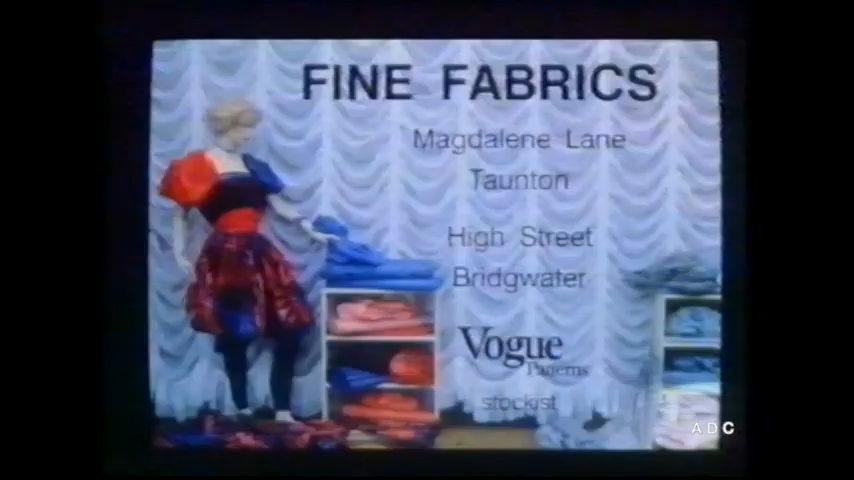 FINE FABRICS
Magdalene Lane
Taunton
High Street
Bridgwater
Vogue
Patterns
stockist
ADC